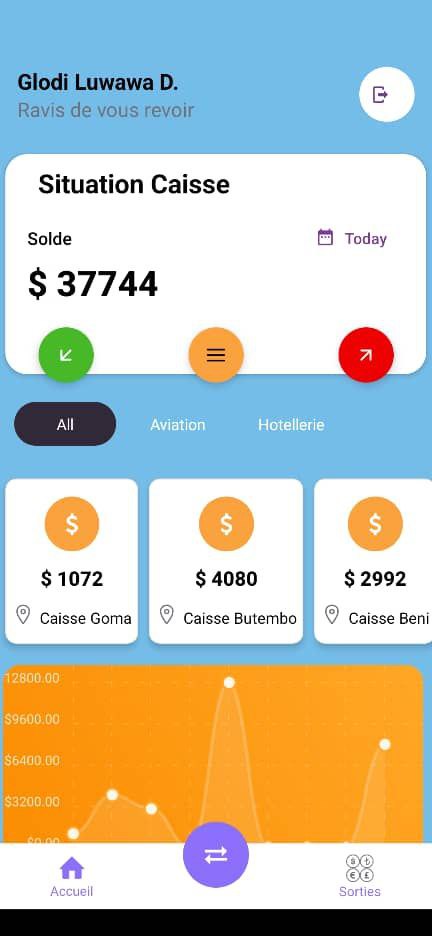 Glodi Luwawa D.
Ravis de vous revoir
Situation Caisse
Solde
Today
$ 37744
All
Aviation
Hotellerie
$ 1072
$ 4080
$ 2992
Caisse Goma
Caisse Butembo
Caisse Beni
12800.00
$9600.00
$6400.00
$3200.00
$0.00
Accueil
Sorties